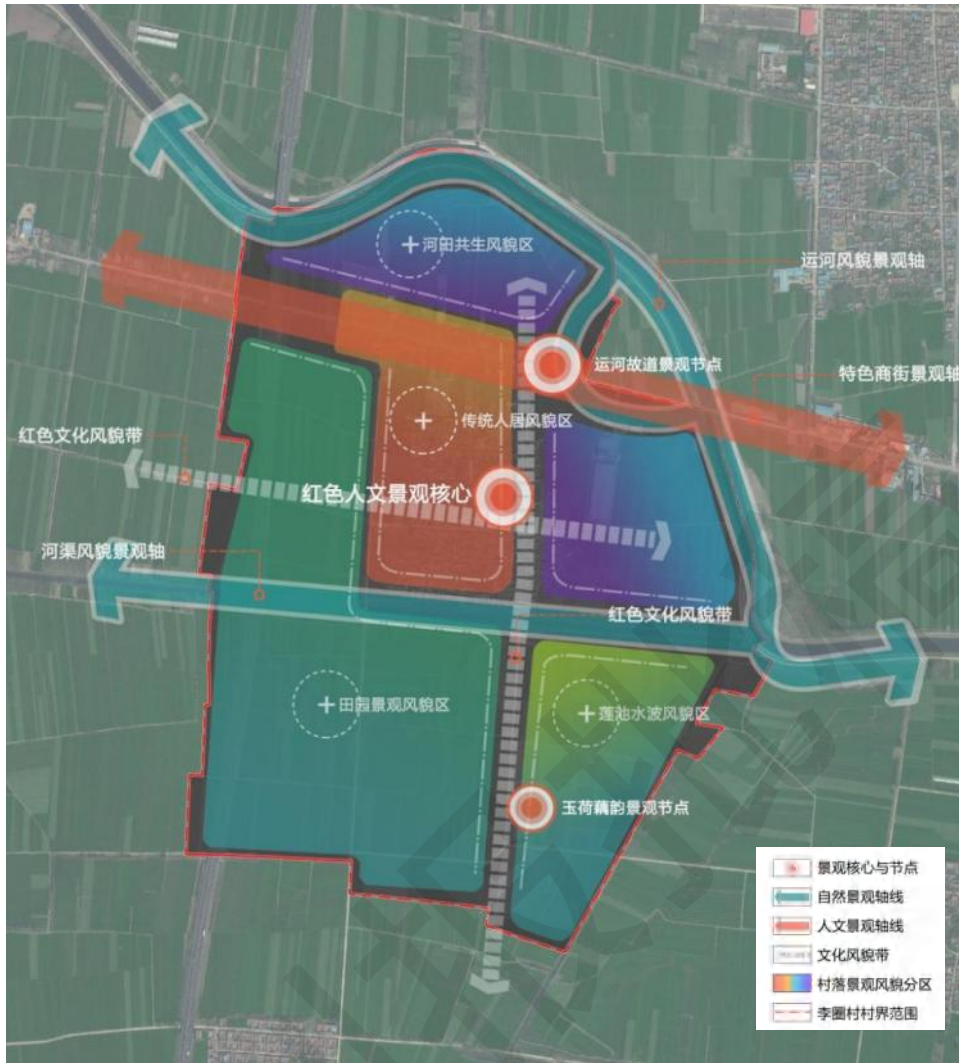 河田共生风貌区
运河风貌景观轴
运河故道景观节点
特色商街景观轴
传统人居风貌区
红色文化风貌带
红色人文景观核心
河渠风貌景观轴
红色文化风貌带
田园景观风貌区
莲池水波风貌区
玉荷藕韵景观节点
景观核心与节点
自然景观轴线
人文景观轴线
文化风貌带
村落景观风貌分区
李圈村村界范围